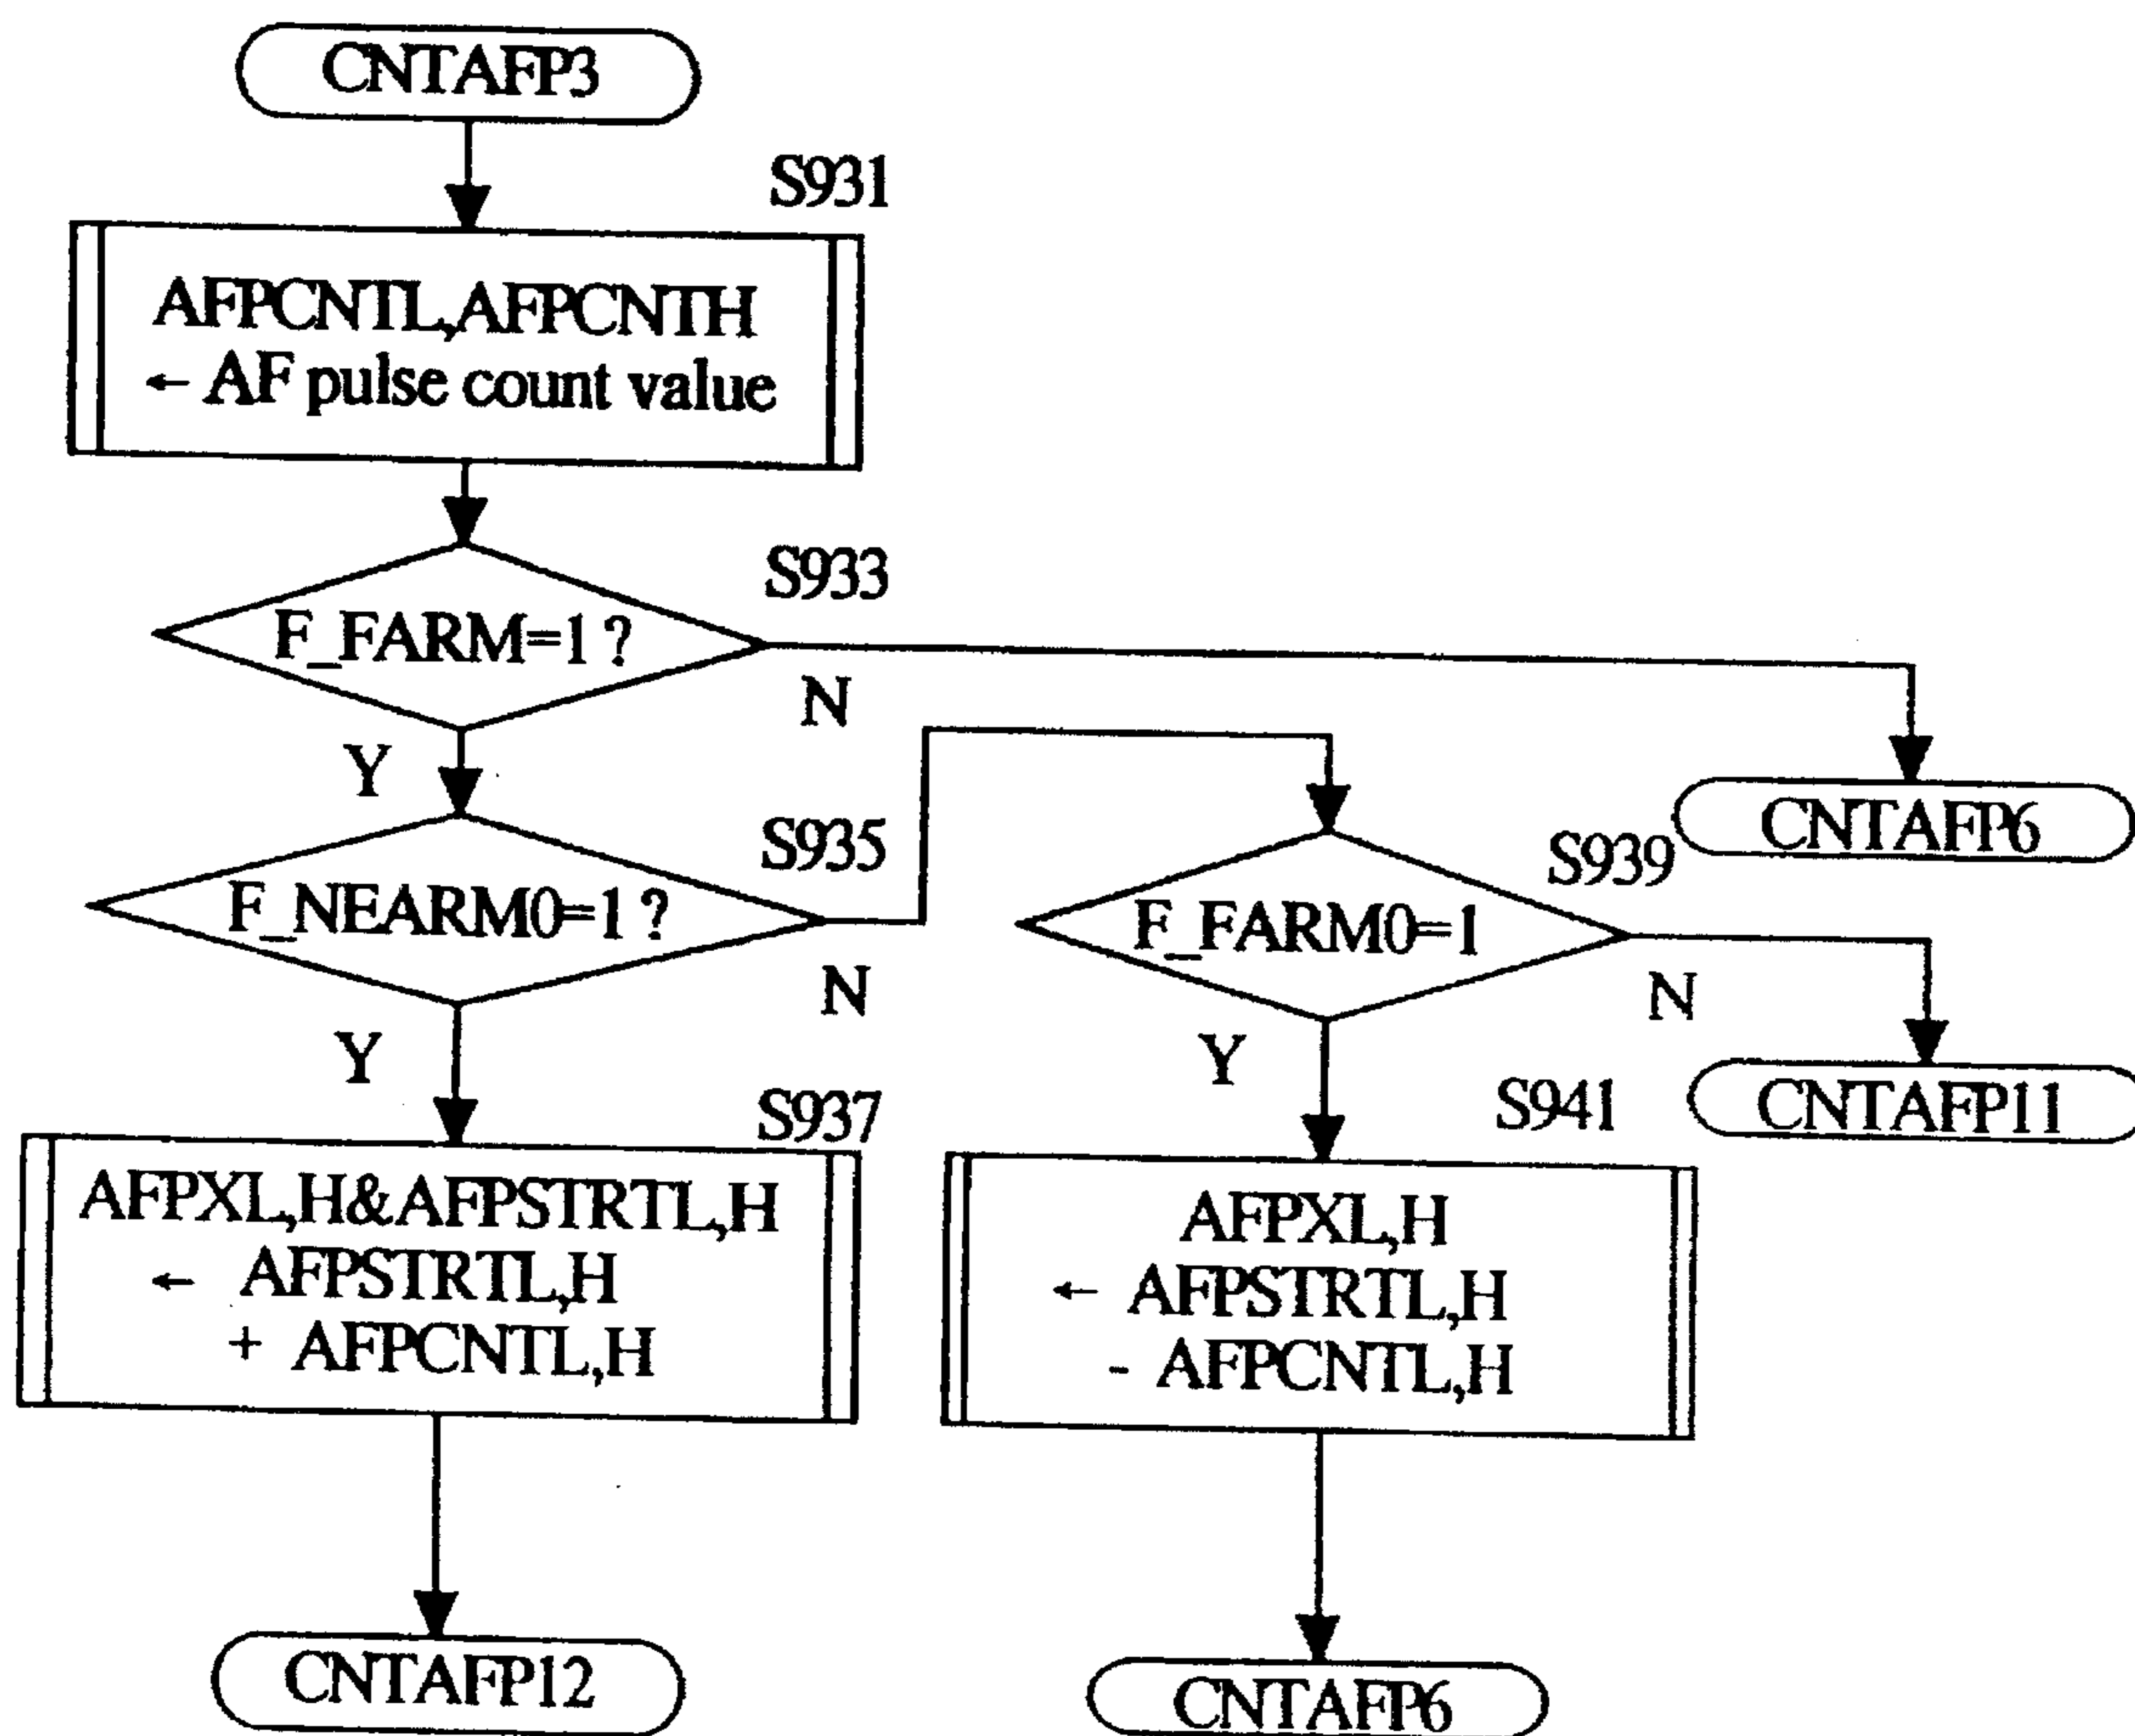 CNTAFP3
S931
AFPCNTL,AFPCNTH
← AF pulse count value
S933
F_FARM=1 ?
N
Y
CNTAFP6
S935
F_NEARM0=1 ?
N
Y
S939
F_FARM0=1
N
Y
CNTAFP11
S937
AFPXL,H&AFPSTRTL,H
← AFPSTRTL,H
+ AFPCNTL,H
S941
AFPXL,H
← AFPSTRTL,H
- AFPCNTL,H
CNTAFP12
CNTAFP6